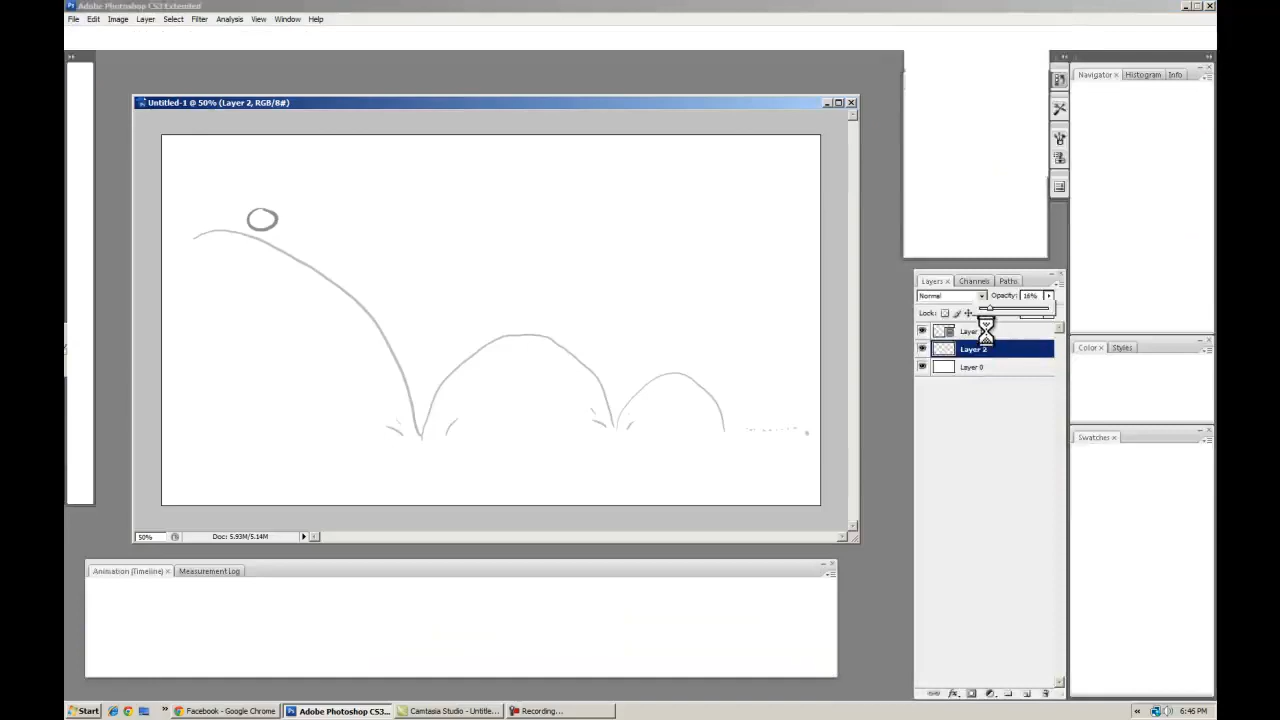 Adobe Photoshop CS3 Extended
File Edit Image Layer Select Filter Analysis View Window Help
Navigator × Histogram Info
Untitled-1 @ 50% (Layer 2, RGB/8#)
Layers × Channels Paths
Normal Opacity: 16%
Lock:
Layer
Layer 2
Layer 0
Color × Styles
Swatches ×
50% Doc: 5.93M/5.14M
Animation (Timeline) × Measurement Log
Start Facebook - Google Chrome Adobe Photoshop CS3... Camtasia Studio - Untitle... Recording... 6:46 PM